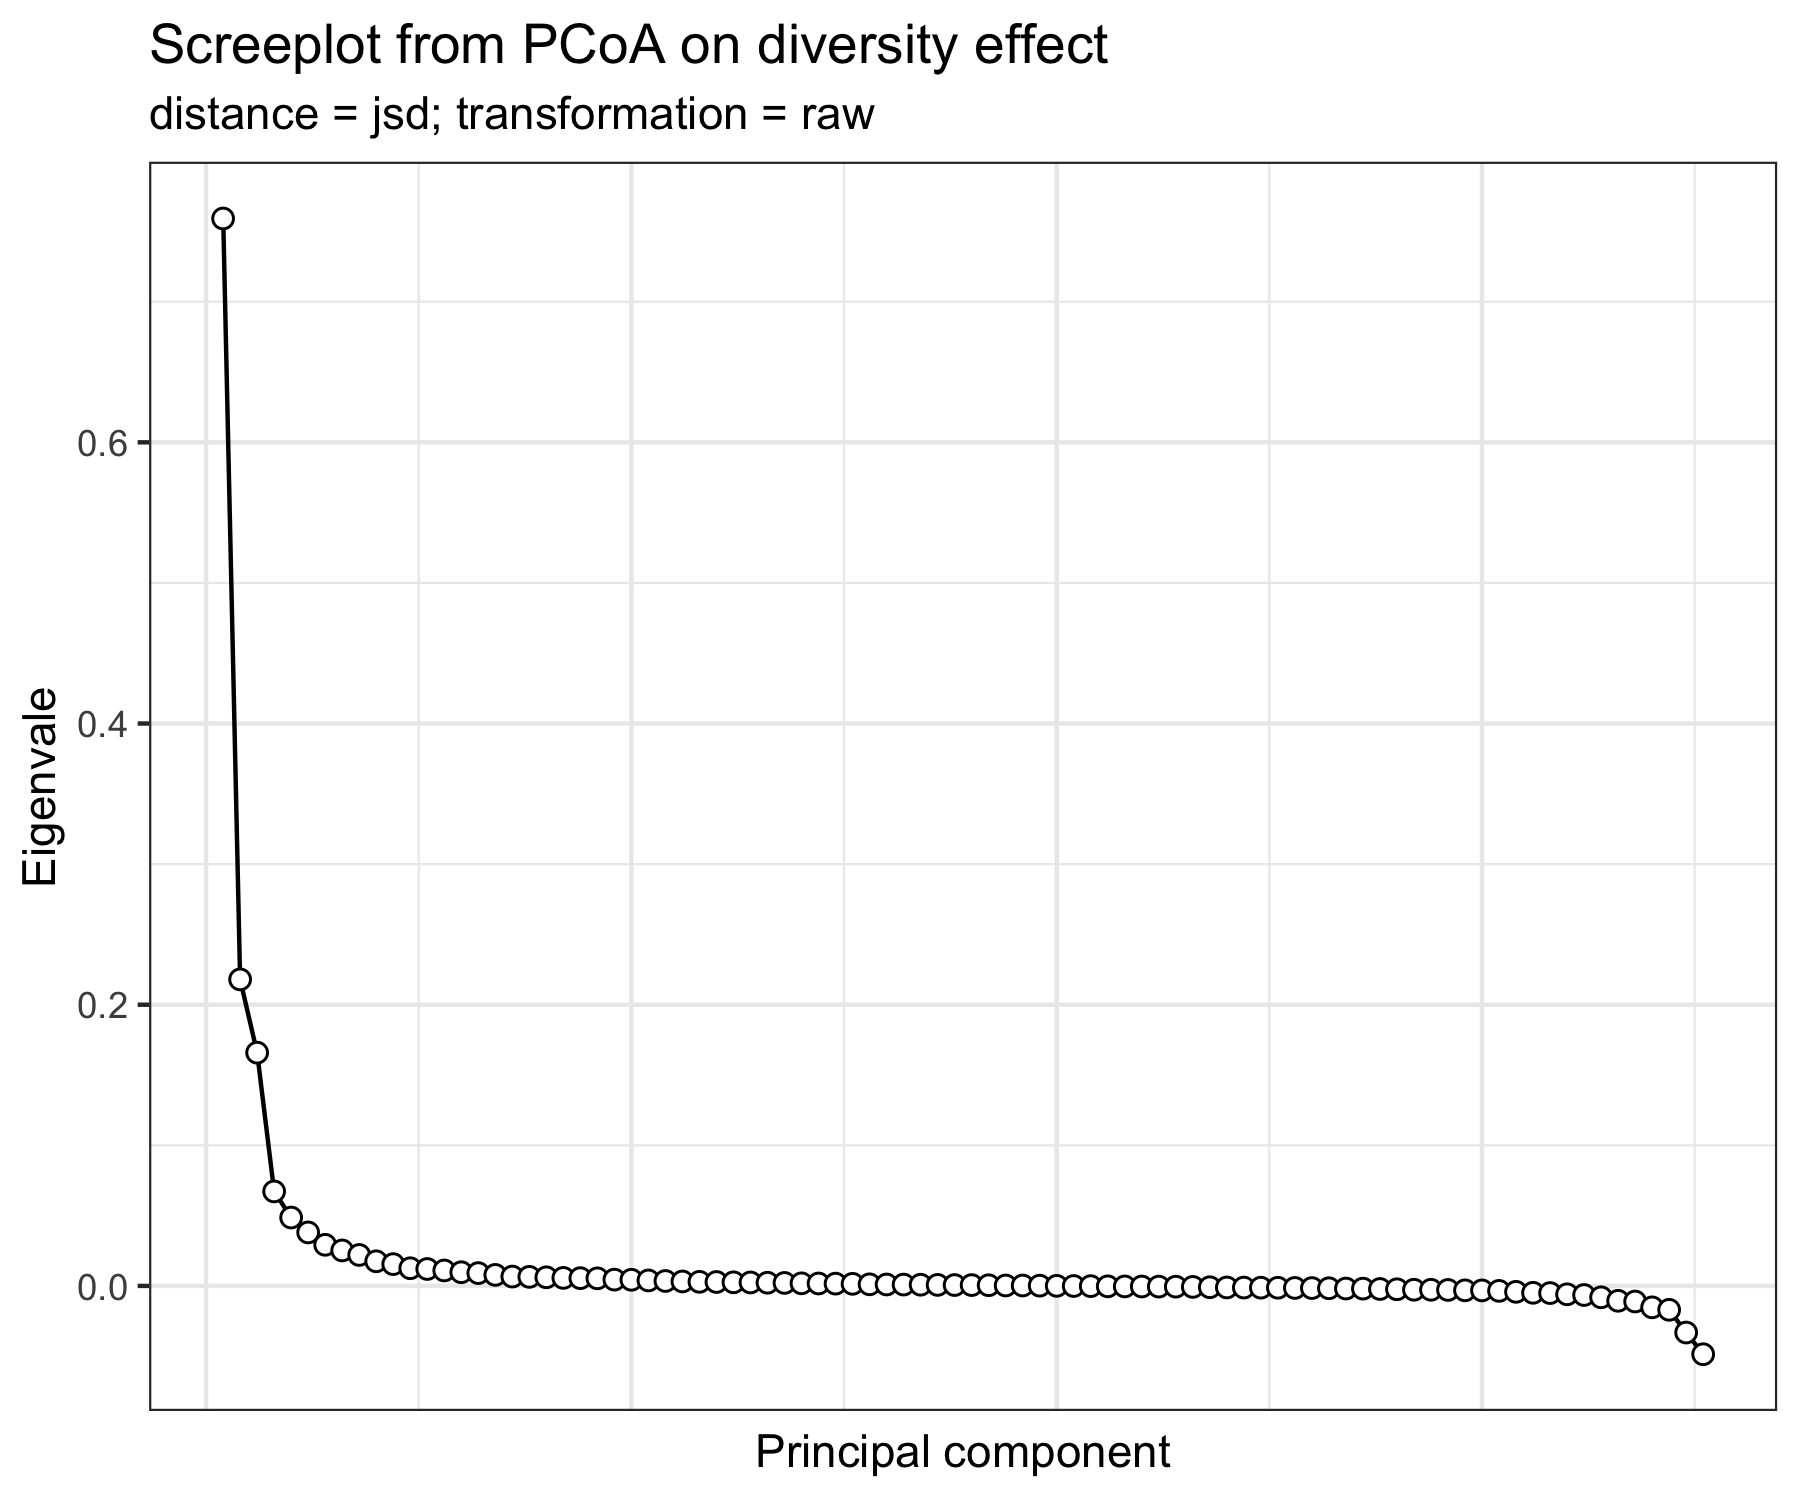 Screeplot from PCoA on diversity effect
distance = jsd; transformation = raw
0.6
0.4
0.2
0.0
Eigenvale
Principal component